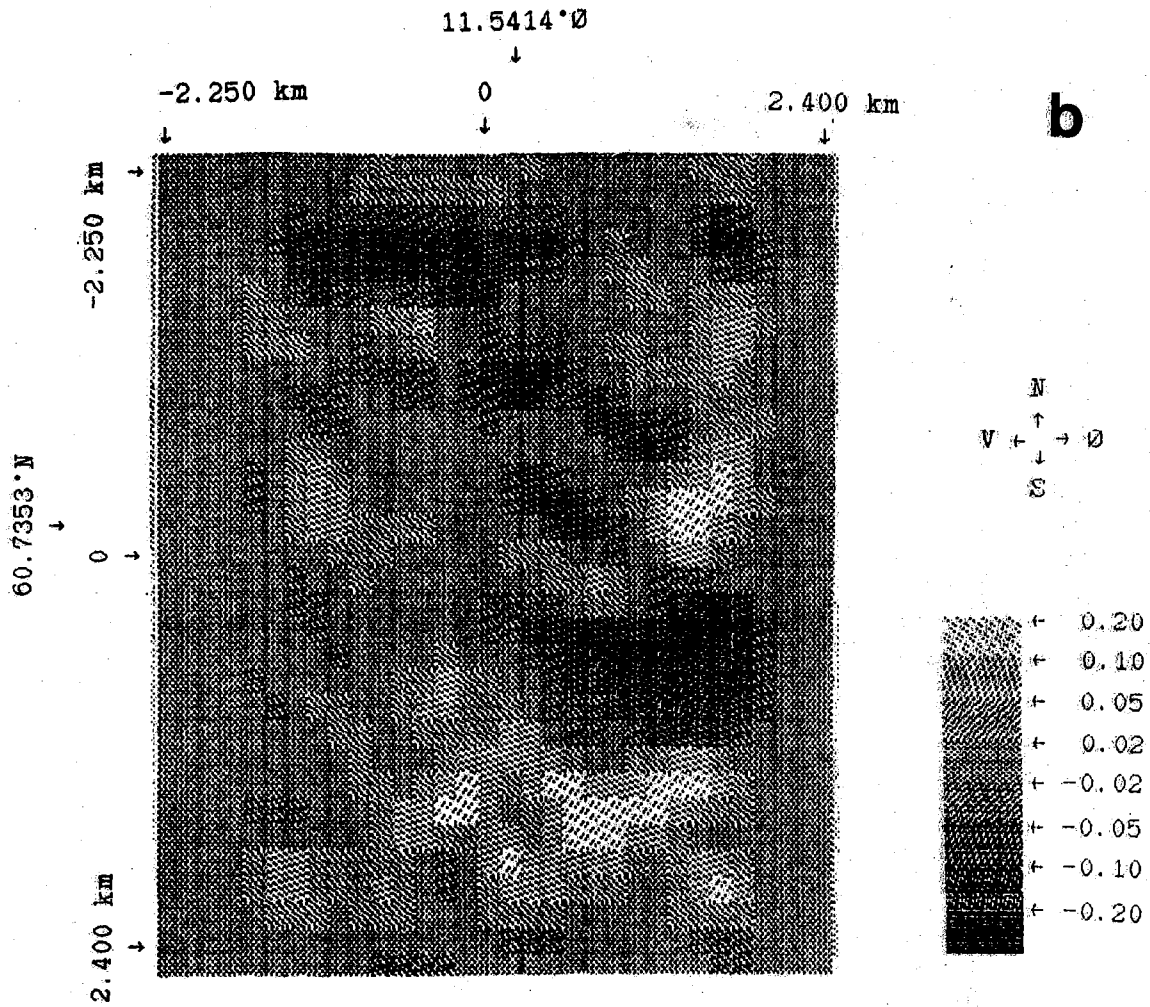 11.5414°Ø
↓
-2.250 km 0 2.400 km
↓ ↓ ↓
b
-2.250 km →
60.7353°N →
0 →
2.400 km →
N
↑
V ← → Ø
↓
S
← 0.20
← 0.10
← 0.05
← 0.02
← -0.02
← -0.05
← -0.10
← -0.20